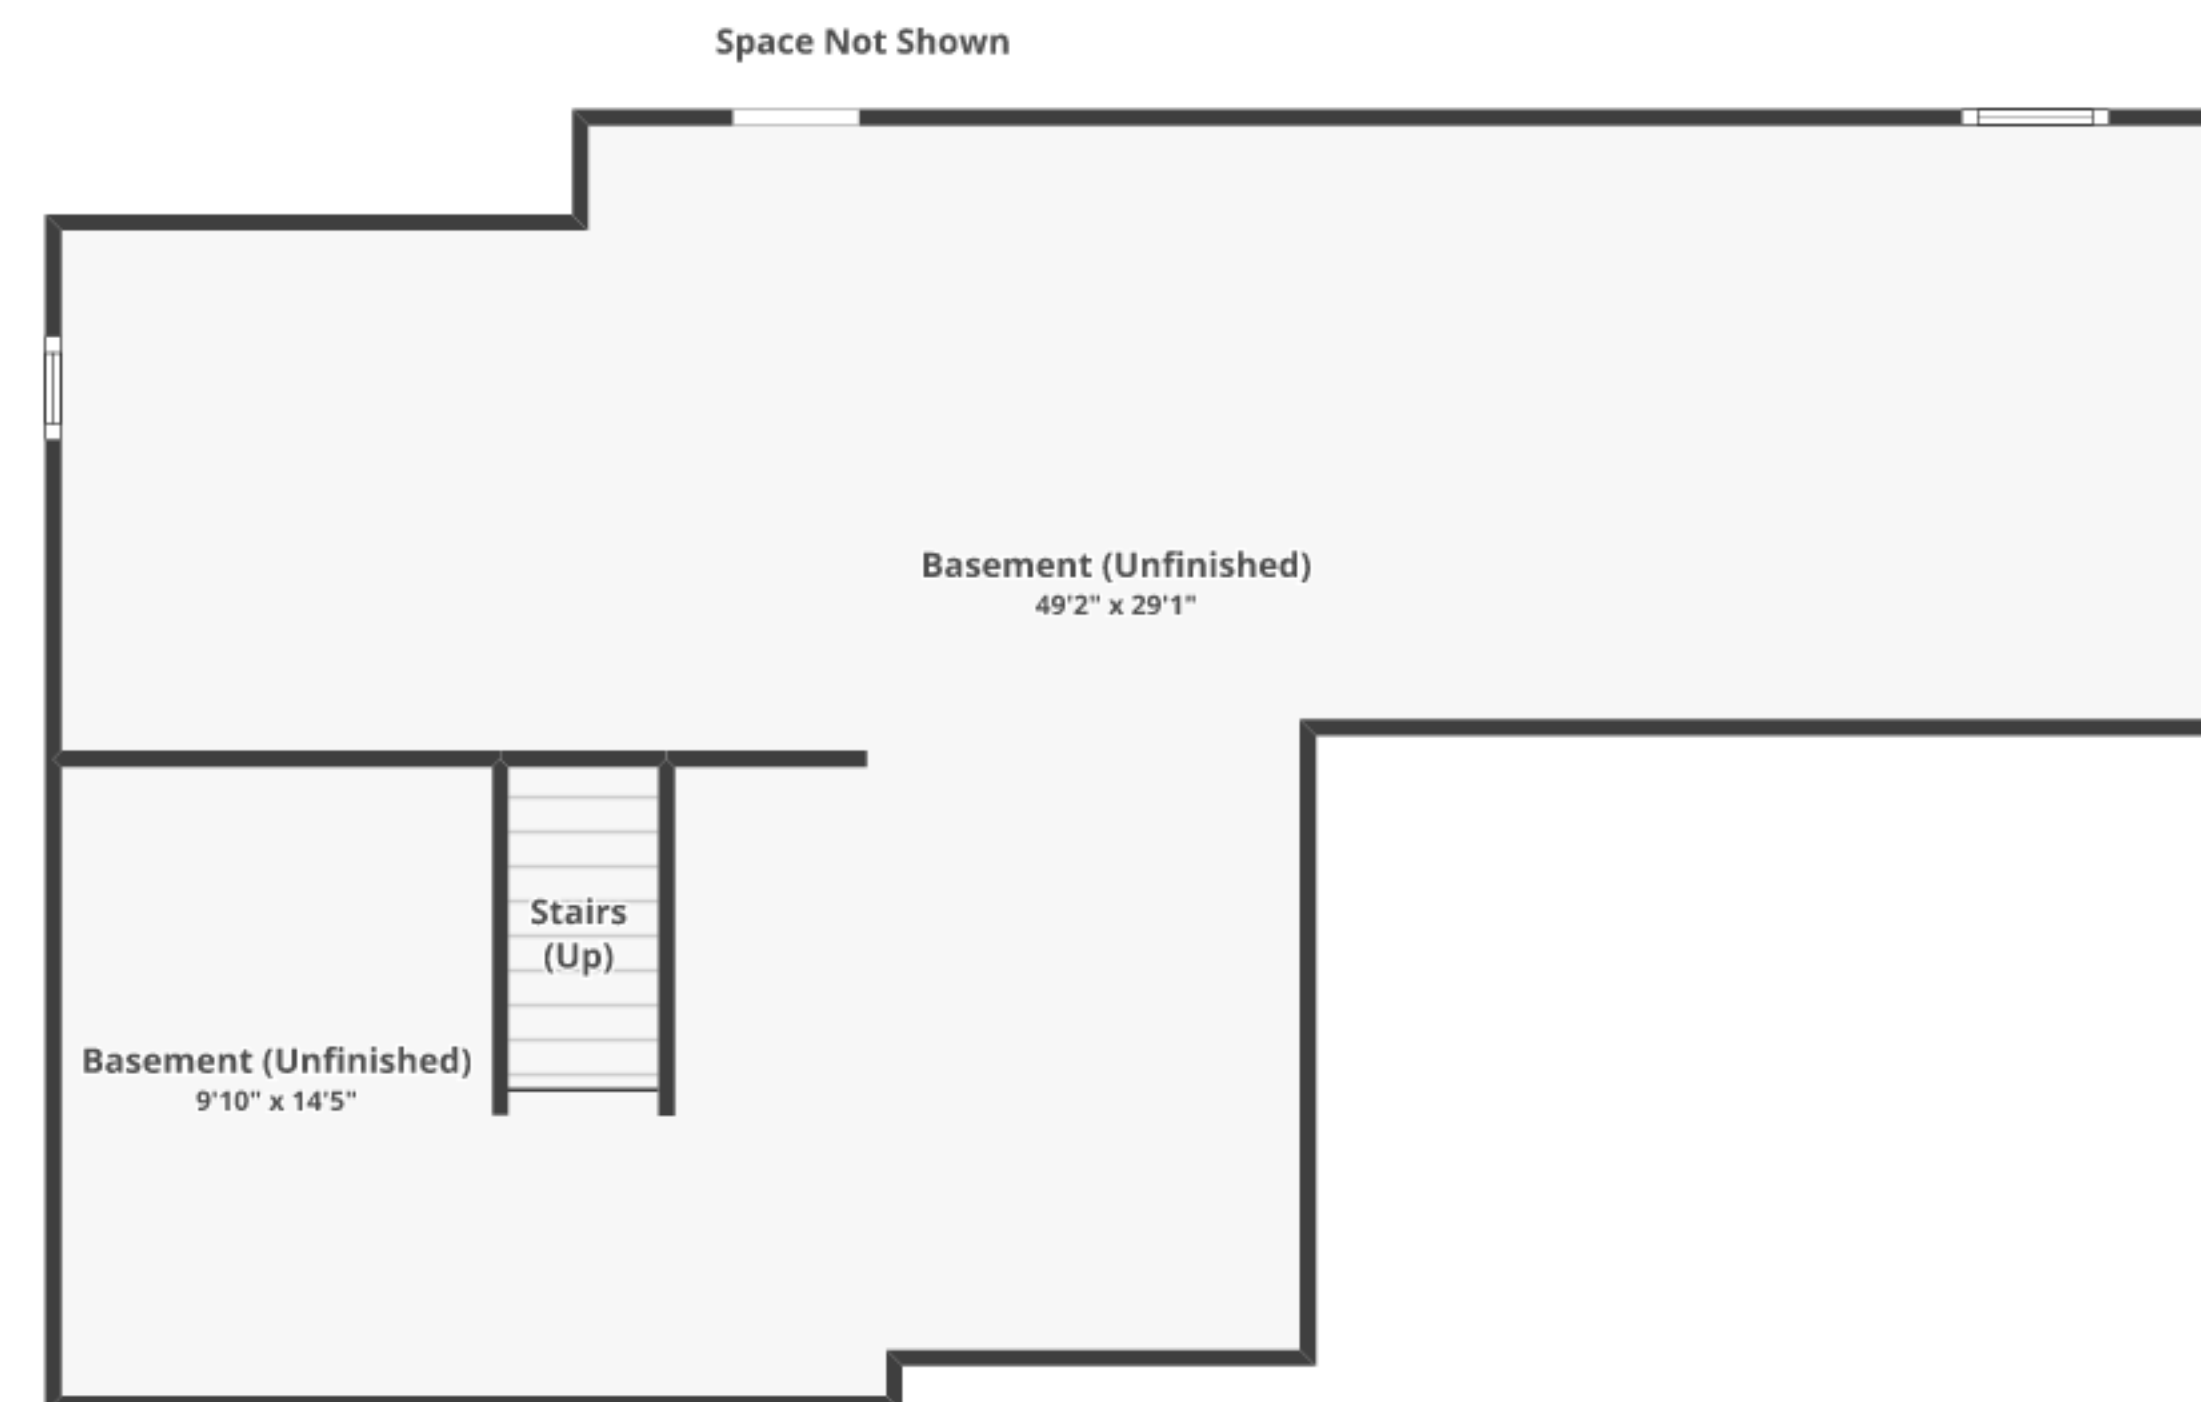 Space Not Shown
Basement (Unfinished)
49'2" x 29'1"
Stairs
(Up)
Basement (Unfinished)
9'10" x 14'5"